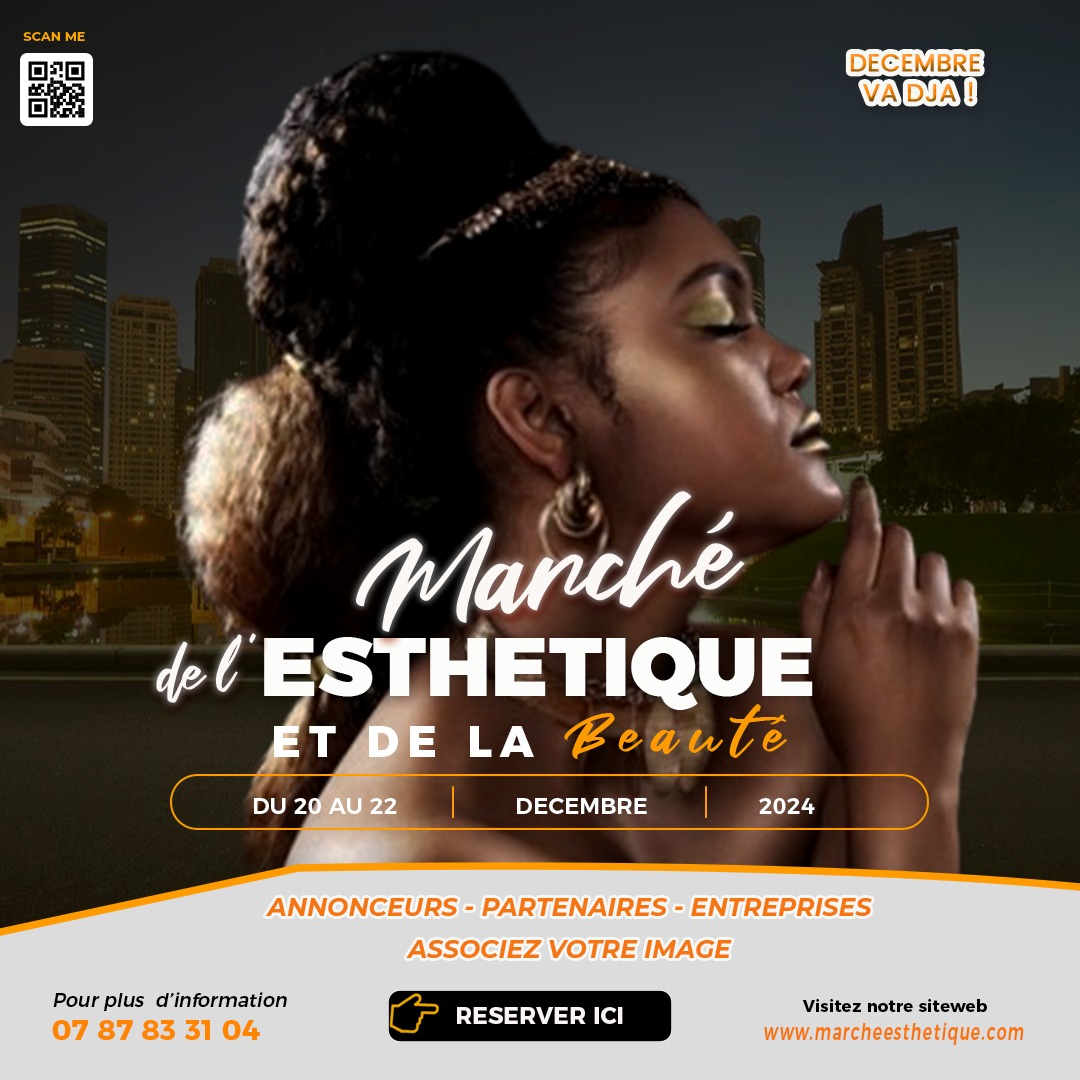 SCAN ME
DECEMBRE
VA DJA !
Marché
de l'ESTHETIQUE
ET DE LA Beauté
DU 20 AU 22 | DECEMBRE | 2024
ANNONCEURS - PARTENAIRES - ENTREPRISES
ASSOCIEZ VOTRE IMAGE
Pour plus d'information
07 87 83 31 04
RESERVER ICI
Visitez notre siteweb
www.marcheesthetique.com